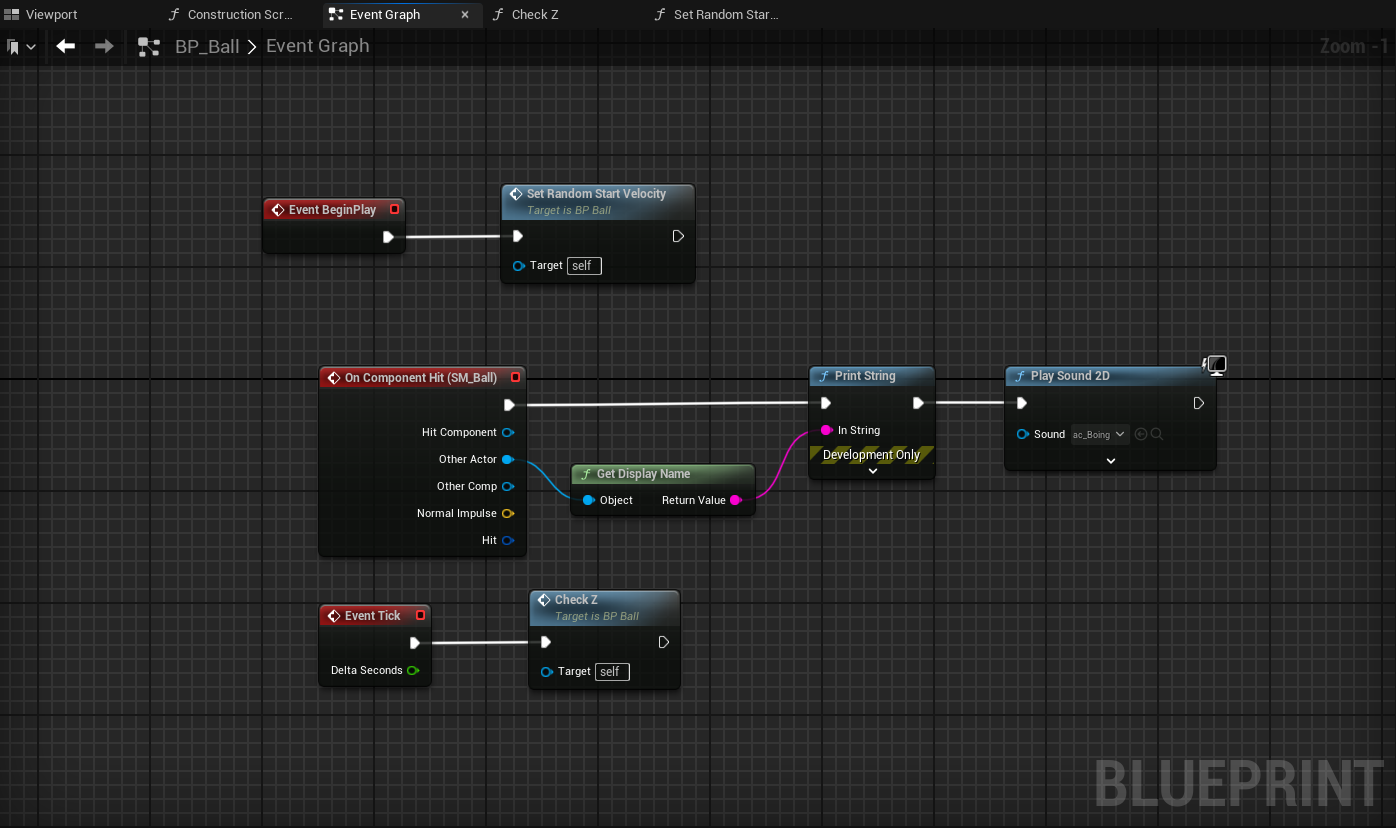 Viewport
Construction Scr...
Event Graph
Check Z
Set Random Star...
BP_Ball > Event Graph
Zoom -1
Event BeginPlay
Set Random Start Velocity
Target is BP Ball
Target self
On Component Hit (SM_Ball)
Hit Component
Other Actor
Other Comp
Normal Impulse
Hit
Get Display Name
Object Return Value
Print String
In String
Development Only
Play Sound 2D
Sound ac_Boing
Event Tick
Delta Seconds
Check Z
Target is BP Ball
Target self
BLUEPRINT